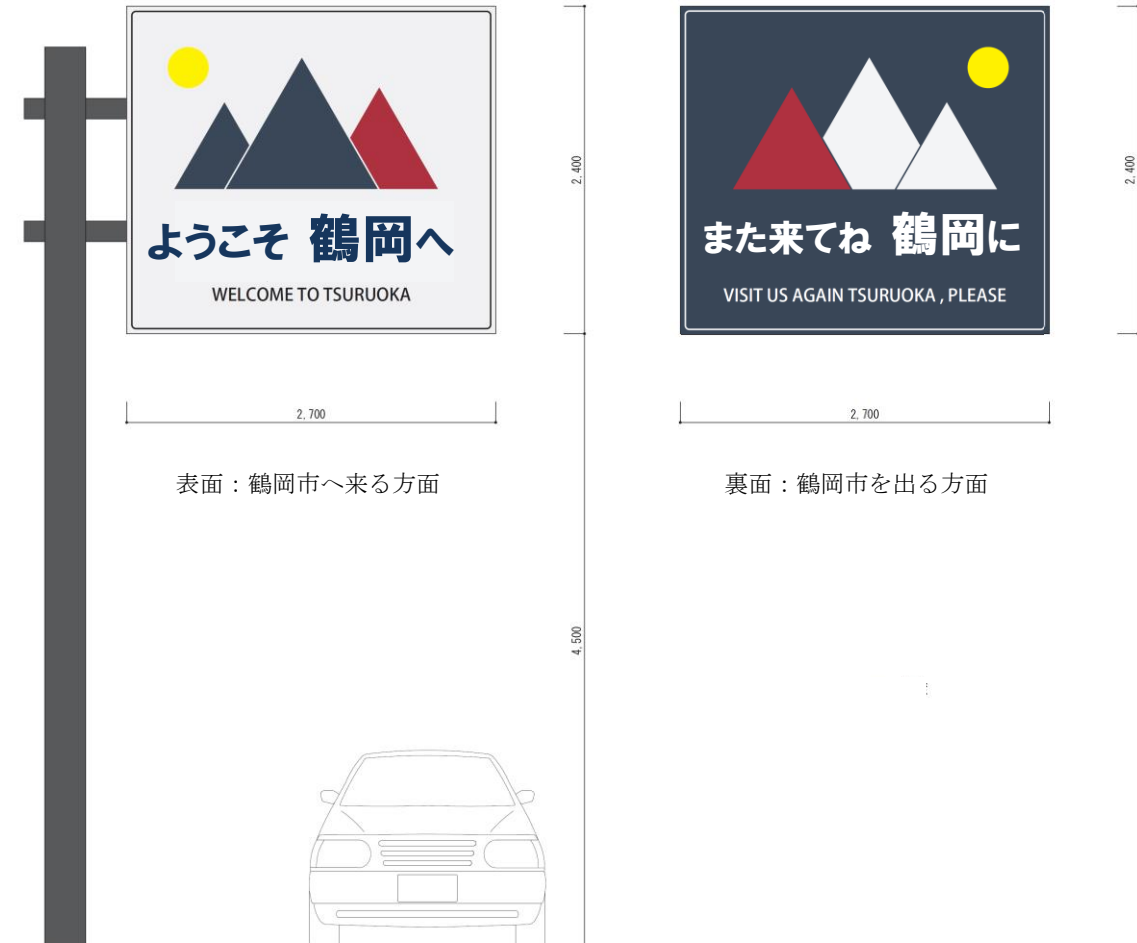 ようこそ 鶴岡へ
WELCOME TO TSURUOKA
2,400
2,700
表面：鶴岡市へ来る方面
4,500
また来てね 鶴岡に
VISIT US AGAIN TSURUOKA , PLEASE
2,400
2,700
裏面：鶴岡市を出る方面